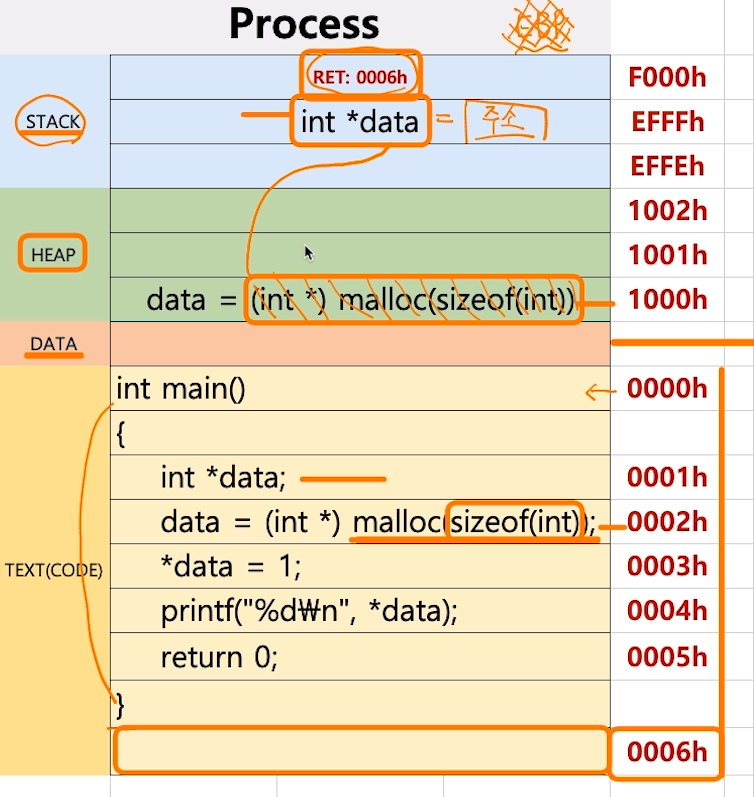 Process EBP
RET: 0006h F000h
STACK int *data = 주소 EFFFh
EFFEh
1002h
HEAP 1001h
data = (int *) malloc(sizeof(int)) 1000h
DATA
int main() 0000h
{
int *data; 0001h
data = (int *) malloc(sizeof(int)); 0002h
TEXT(CODE) *data = 1; 0003h
printf("%d₩n", *data); 0004h
return 0; 0005h
}
0006h